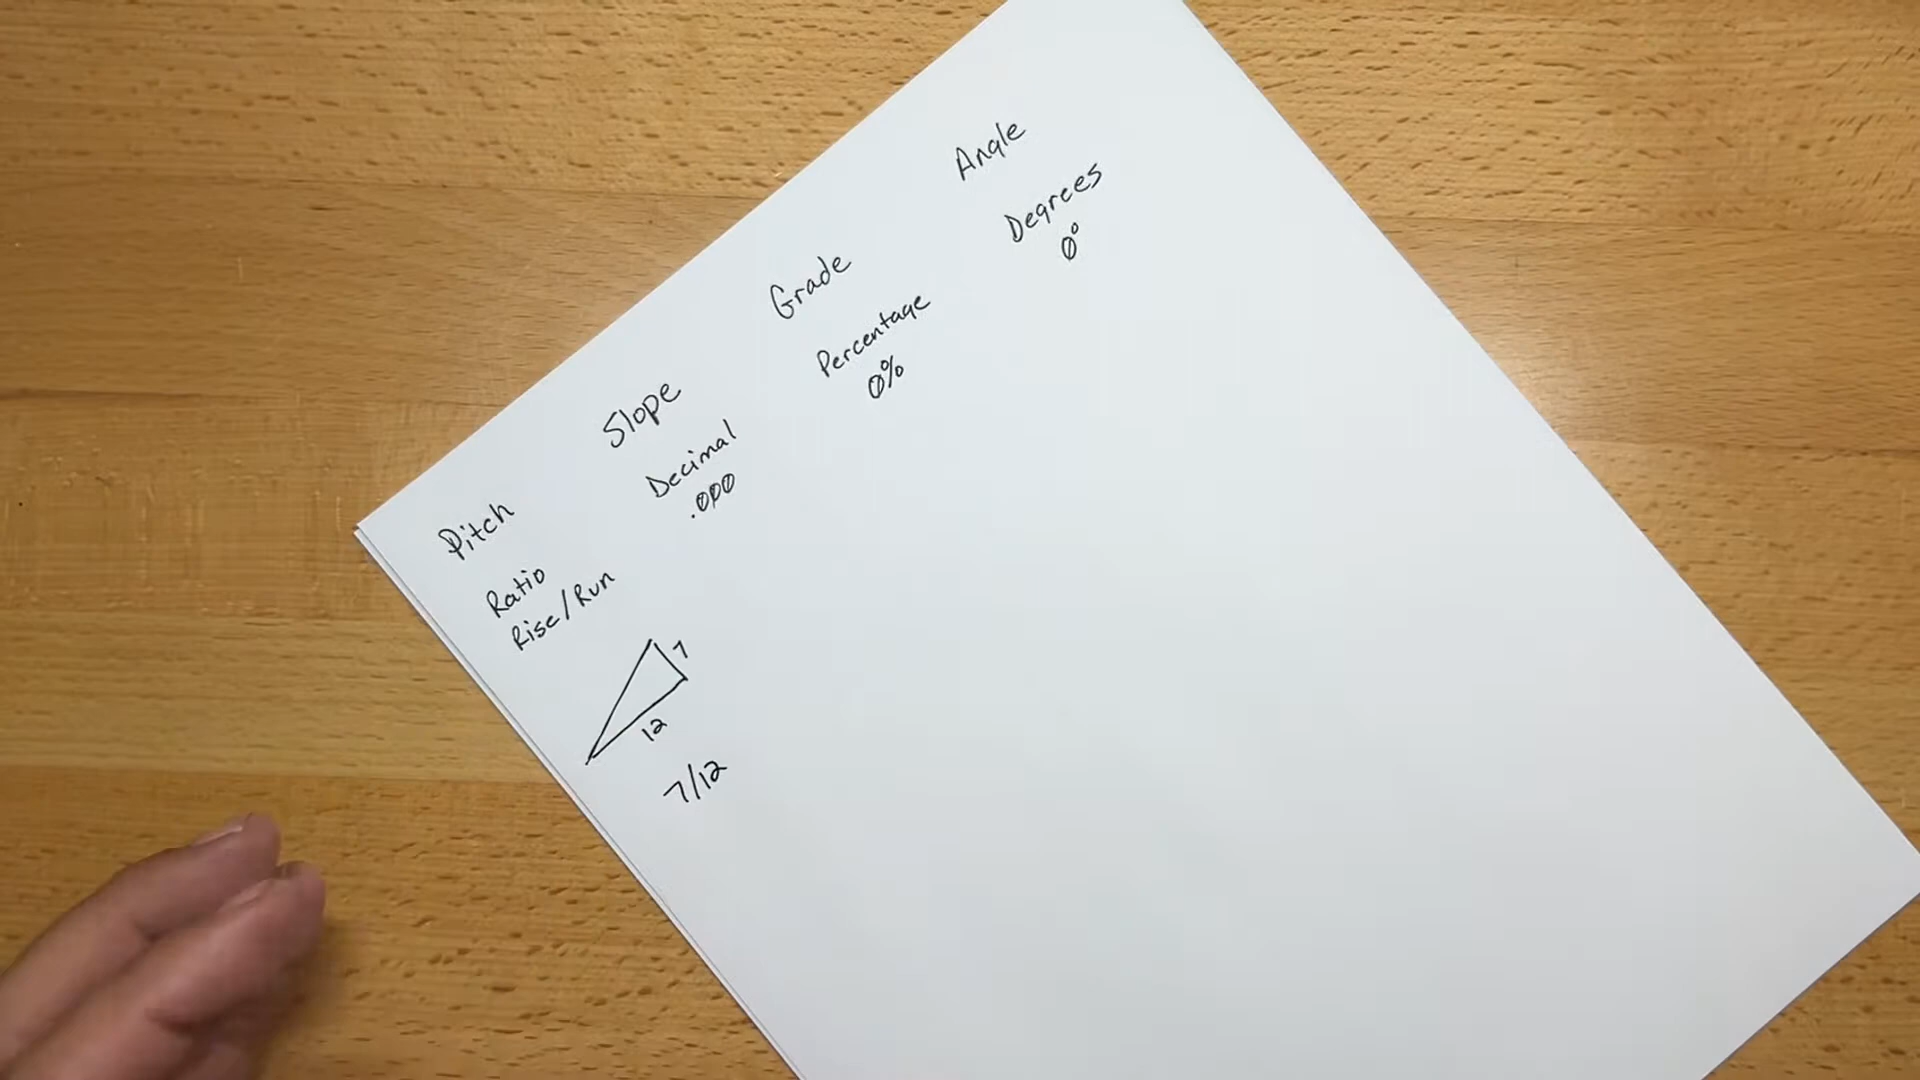 Pitch Slope Grade Angle
Ratio Decimal Percentage Degrees
Rise/Run .000 0% 0°
7
12
7/12